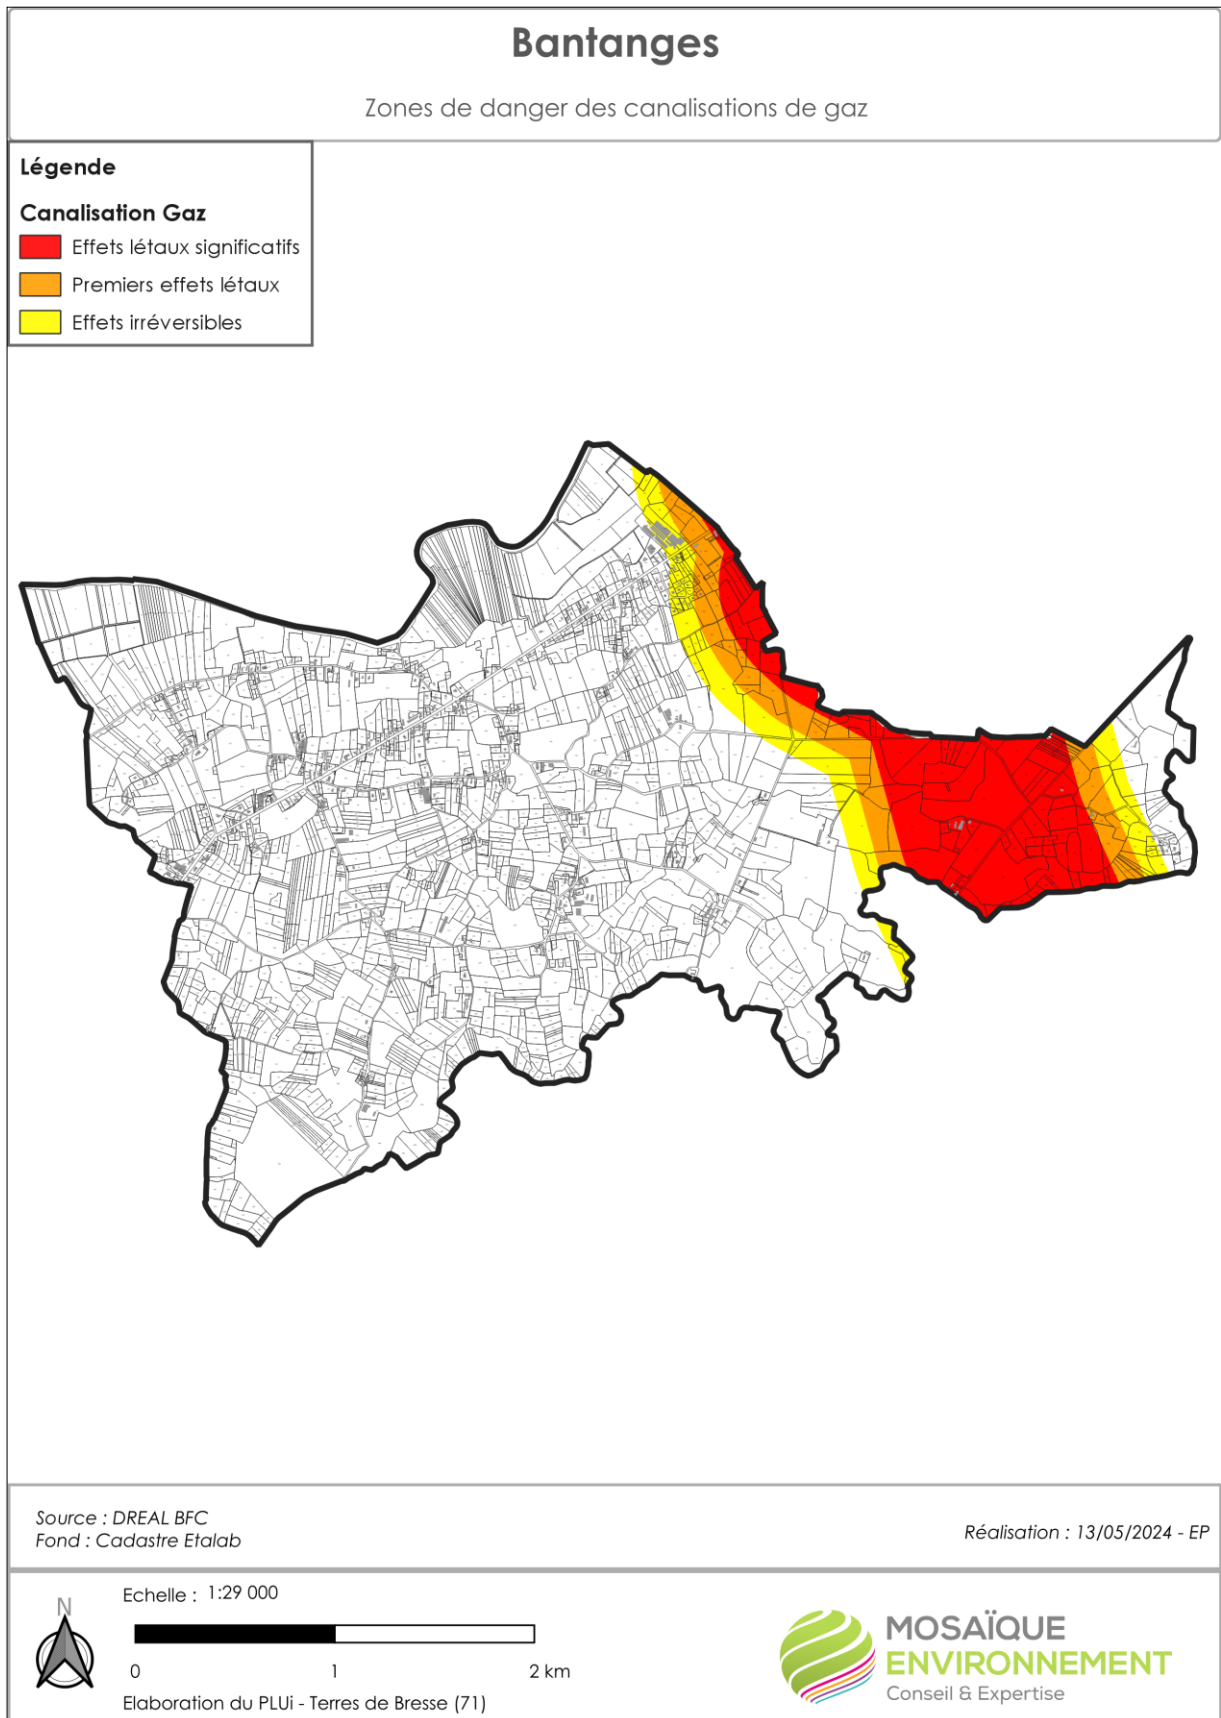 Bantanges
Zones de danger des canalisations de gaz
Légende
Canalisation Gaz
Effets létaux significatifs
Premiers effets létaux
Effets irréversibles
Source : DREAL BFC
Fond : Cadastre Etalab
Réalisation : 13/05/2024 - EP
N
Echelle : 1:29 000
0 1 2 km
Elaboration du PLUi - Terres de Bresse (71)
MOSAÏQUE
ENVIRONNEMENT
Conseil & Expertise